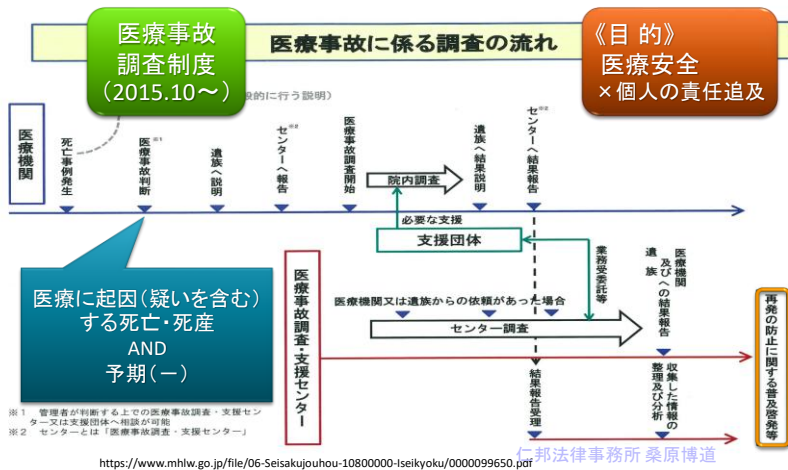 医療事故
調査制度
（2015.10～）
医療事故に係る調査の流れ
《目 的》
医療安全
×個人の責任追及
般的に行う説明）
医療機関
死亡事例発生
医療事故判断
※1
遺族へ説明
センターへ報告
※2
医療事故調査開始
院内調査
遺族へ結果説明
センターへ結果報告
※2
必要な支援
支援団体
業務受委託等
医療に起因（疑いを含む）
する死亡・死産
AND
予期（－）
医療事故調査・支援センター
医療機関又は遺族からの依頼があった場合
センター調査
医療機関
及びへの結果報告
遺族
結果報告受理
収集した情報の
整理及び分析
再発の防止に関する普及啓発等
※1　管理者が判断する上での医療事故調査・支援セン
ター又は支援団体へ相談が可能
※2　センターとは「医療事故調査・支援センター」
仁邦法律事務所 桑原博道
https://www.mhlw.go.jp/file/06-Seisakujouhou-10800000-Iseikyoku/0000099650.pdf